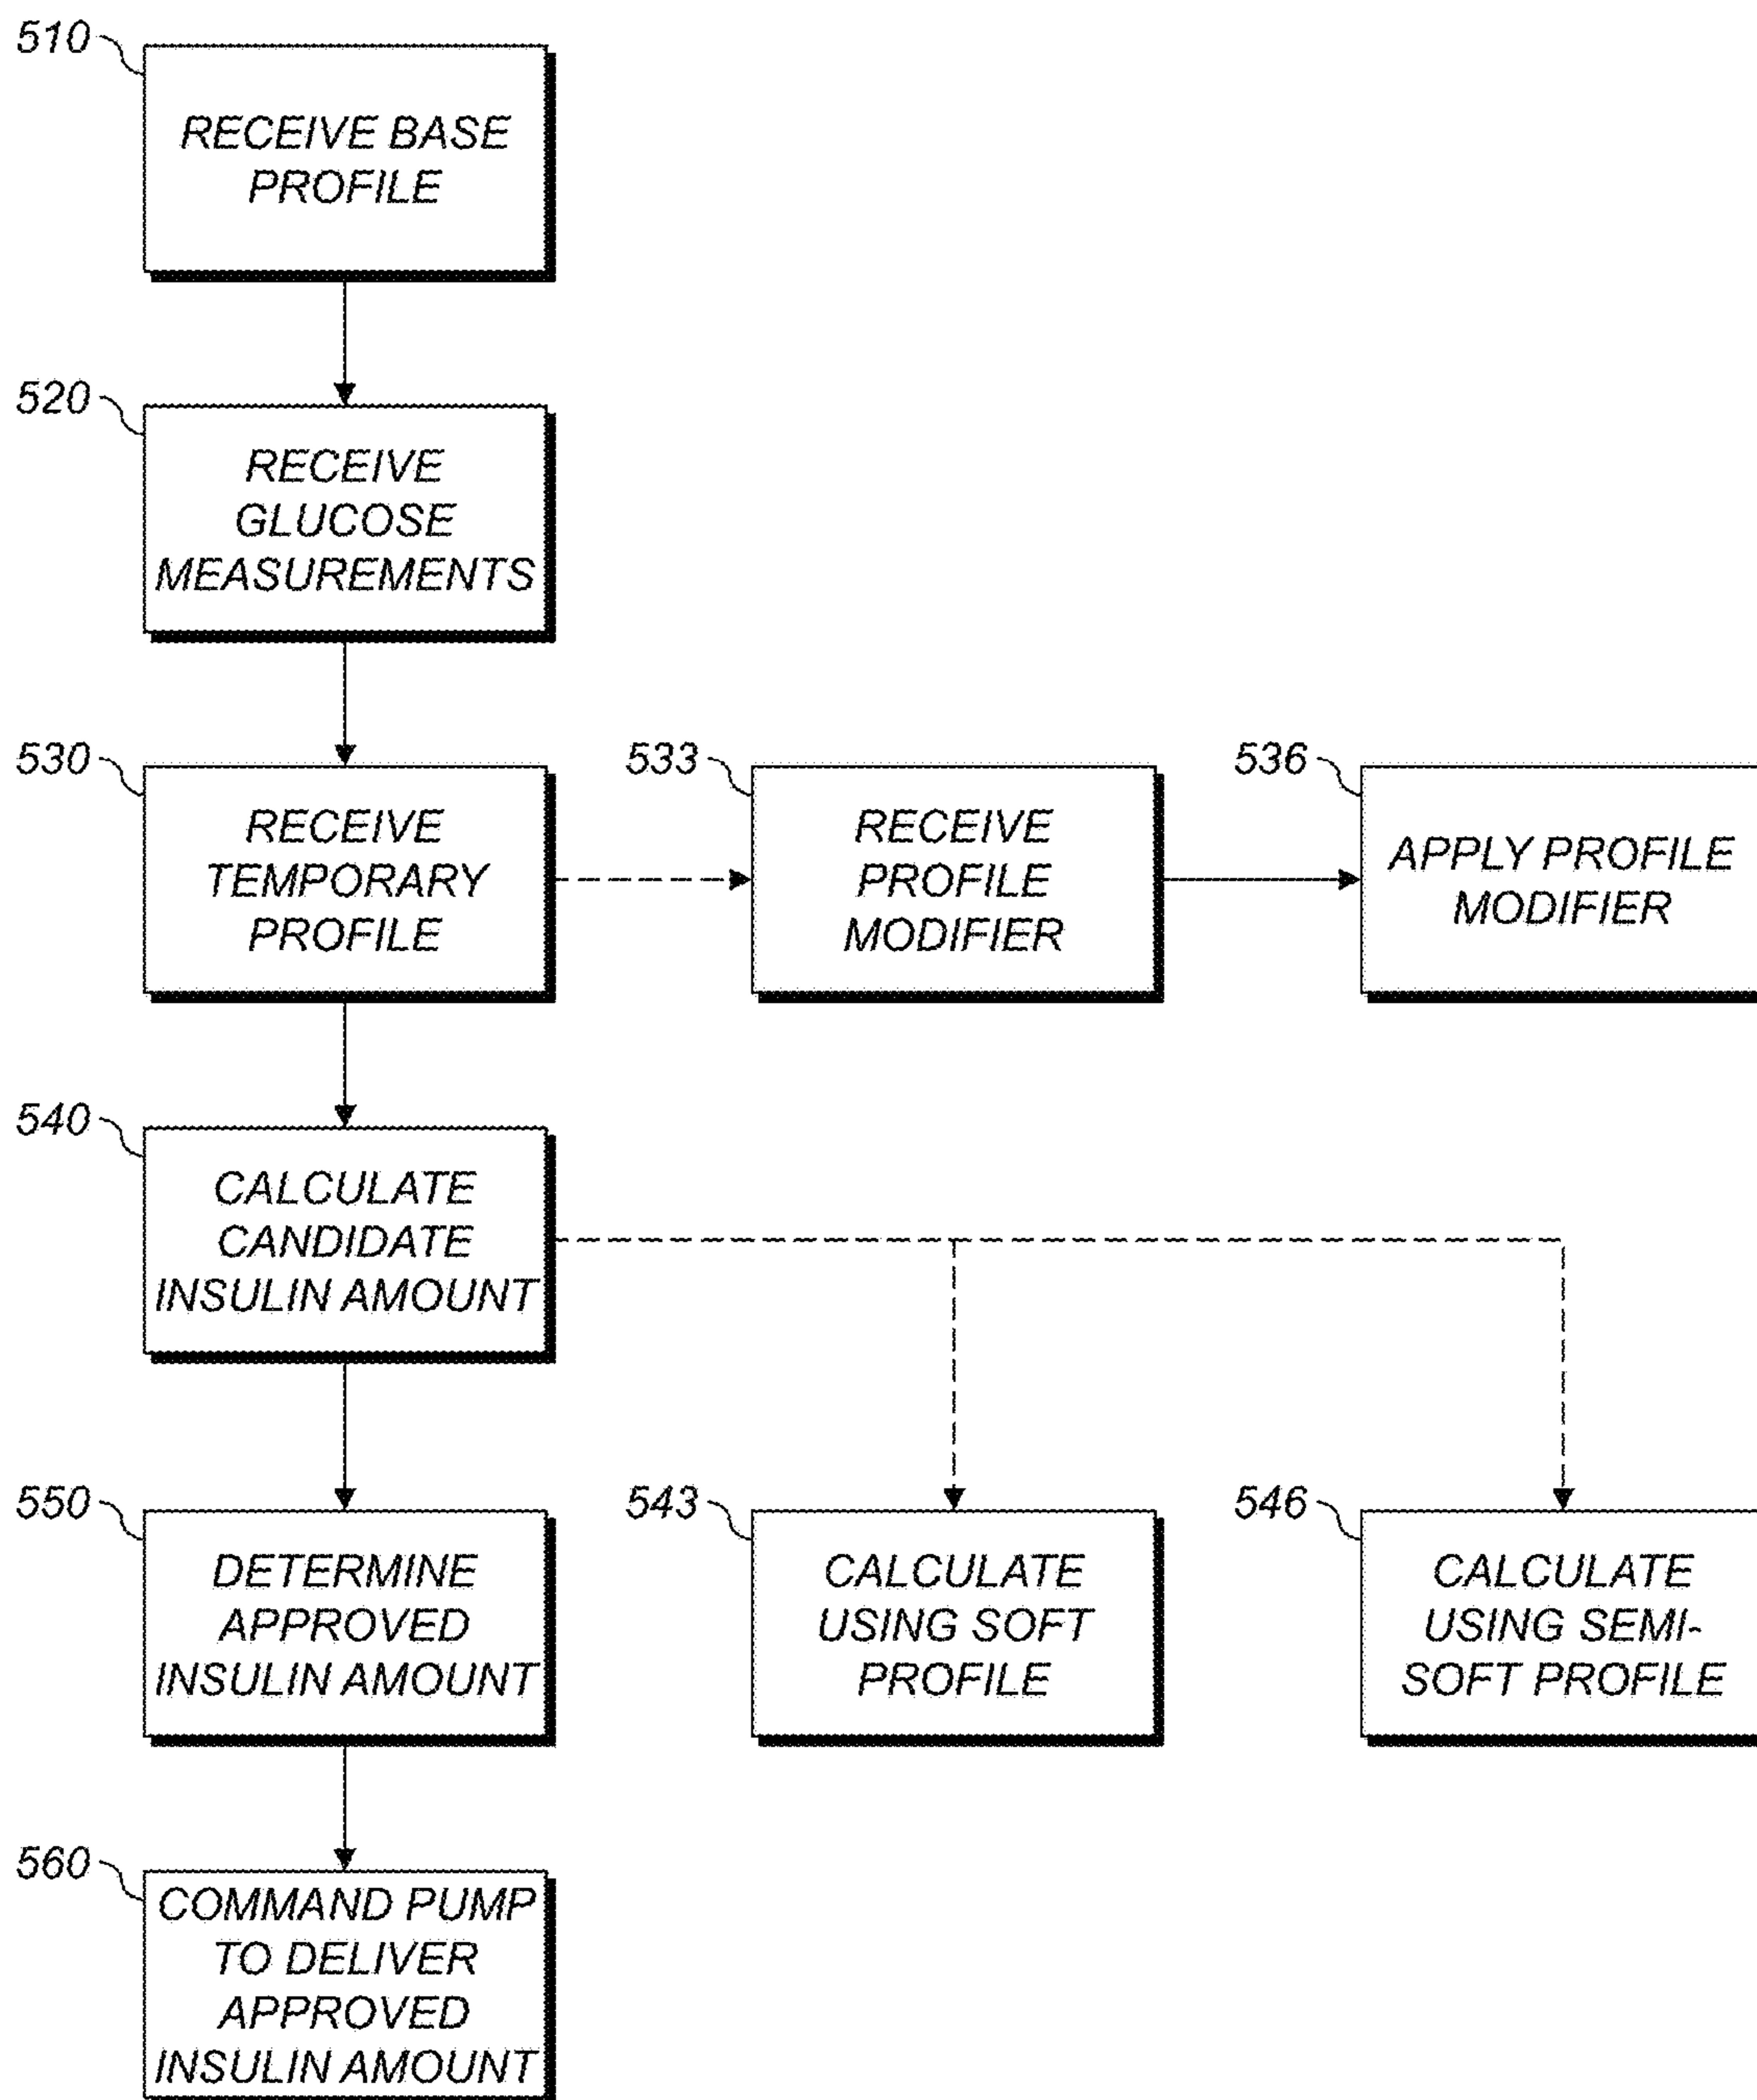 510
RECEIVE BASE
PROFILE
520
RECEIVE
GLUCOSE
MEASUREMENTS
530
RECEIVE
TEMPORARY
PROFILE
533
RECEIVE
PROFILE
MODIFIER
536
APPLY PROFILE
MODIFIER
540
CALCULATE
CANDIDATE
INSULIN AMOUNT
550
DETERMINE
APPROVED
INSULIN AMOUNT
543
CALCULATE
USING SOFT
PROFILE
546
CALCULATE
USING SEMI-
SOFT PROFILE
560
COMMAND PUMP
TO DELIVER
APPROVED
INSULIN AMOUNT